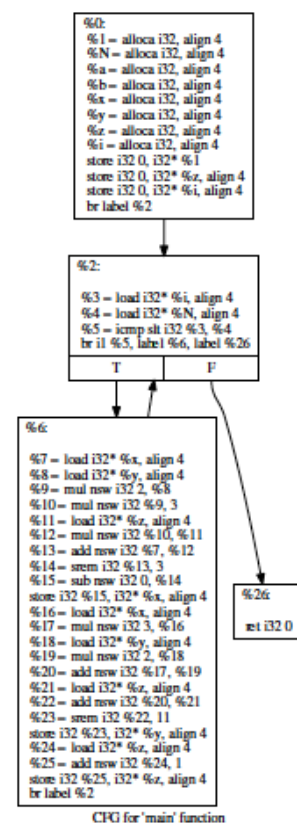 %0:
%1 = alloca i32, align 4
%N = alloca i32, align 4
%a = alloca i32, align 4
%b = alloca i32, align 4
%x = alloca i32, align 4
%y = alloca i32, align 4
%z = alloca i32, align 4
%i = alloca i32, align 4
store i32 0, i32* %1
store i32 0, i32* %z, align 4
store i32 0, i32* %i, align 4
br label %2
%2:
%3 = load i32* %i, align 4
%4 = load i32* %N, align 4
%5 = icmp slt i32 %3, %4
br i1 %5, label %6, label %26
T
F
%6:
%7 = load i32* %x, align 4
%8 = load i32* %y, align 4
%9 = mul nsw i32 2, %8
%10 = mul nsw i32 %9, 3
%11 = load i32* %z, align 4
%12 = mul nsw i32 %10, %11
%13 = add nsw i32 %7, %12
%14 = srem i32 %13, 3
%15 = sub nsw i32 0, %14
store i32 %15, i32* %x, align 4
%16 = load i32* %x, align 4
%17 = mul nsw i32 3, %16
%18 = load i32* %y, align 4
%19 = mul nsw i32 2, %18
%20 = add nsw i32 %17, %19
%21 = load i32* %z, align 4
%22 = add nsw i32 %20, %21
%23 = srem i32 %22, 11
store i32 %23, i32* %y, align 4
%24 = load i32* %z, align 4
%25 = add nsw i32 %24, 1
store i32 %25, i32* %z, align 4
br label %2
%26:
ret i32 0
CFG for 'main' function